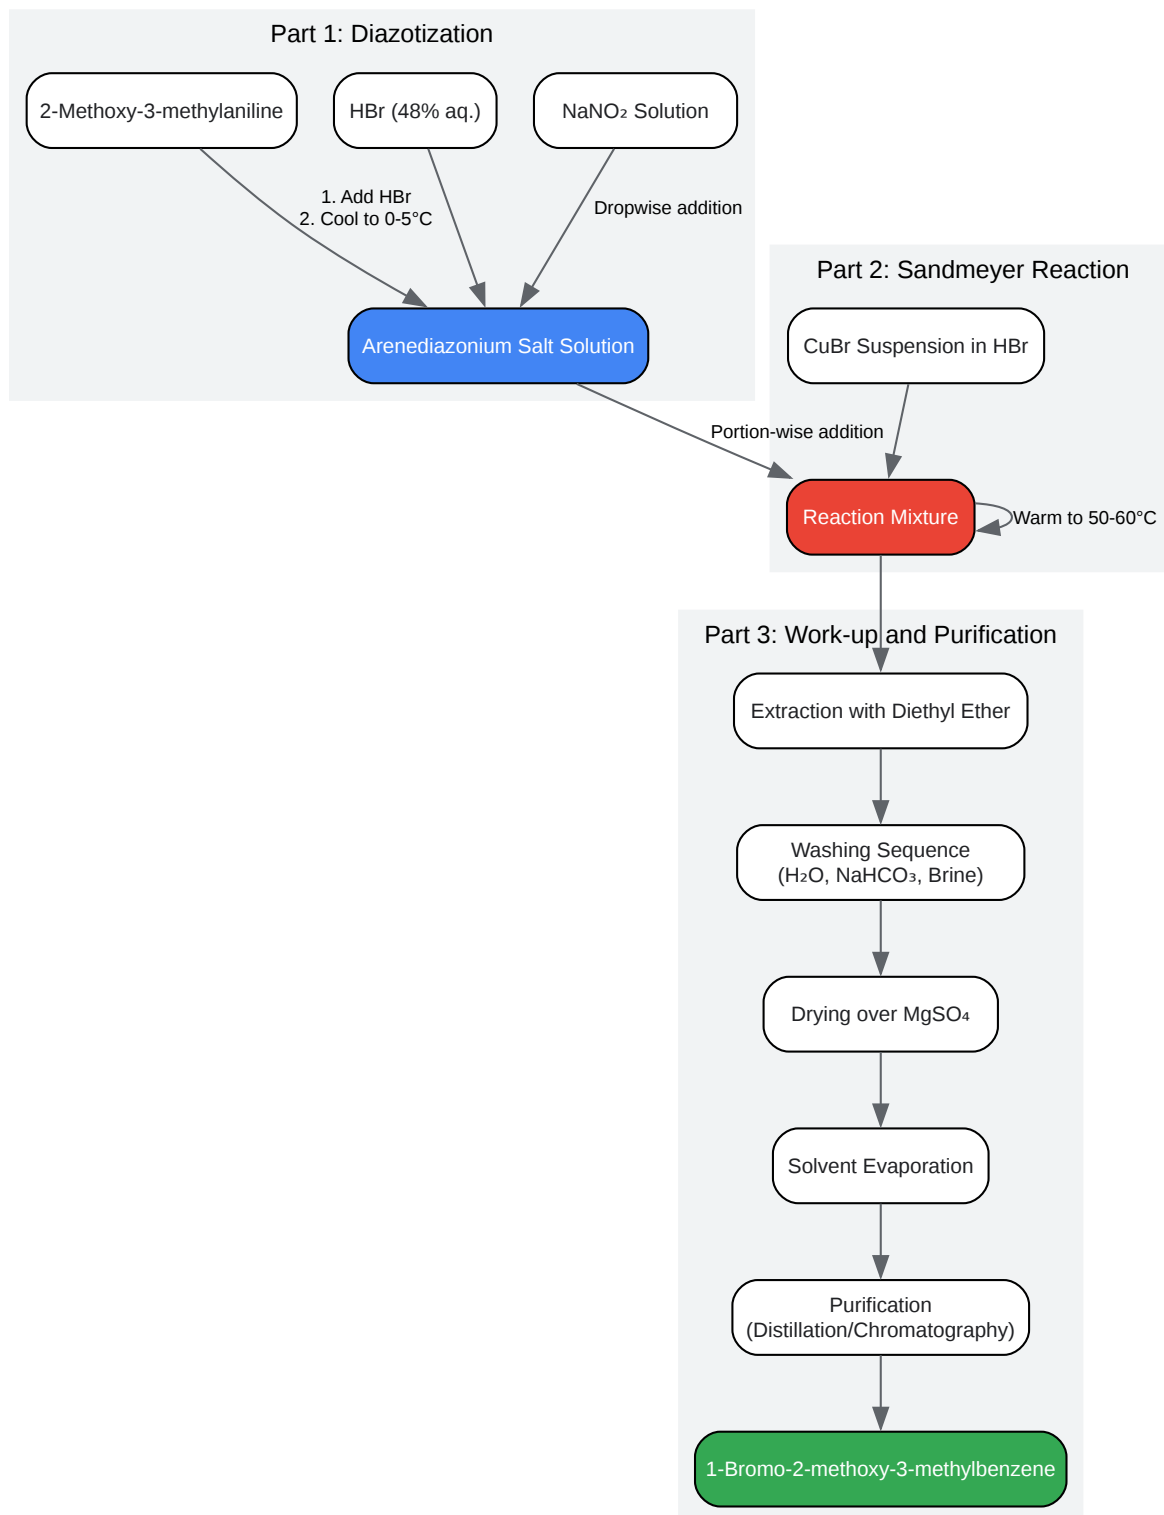 Part 1: Diazotization
2-Methoxy-3-methylaniline
HBr (48% aq.)
NaNO₂ Solution
1. Add HBr
2. Cool to 0-5°C
Dropwise addition
Arenediazonium Salt Solution
Part 2: Sandmeyer Reaction
CuBr Suspension in HBr
Portion-wise addition
Reaction Mixture
Warm to 50-60°C
Part 3: Work-up and Purification
Extraction with Diethyl Ether
Washing Sequence
(H₂O, NaHCO₃, Brine)
Drying over MgSO₄
Solvent Evaporation
Purification
(Distillation/Chromatography)
1-Bromo-2-methoxy-3-methylbenzene